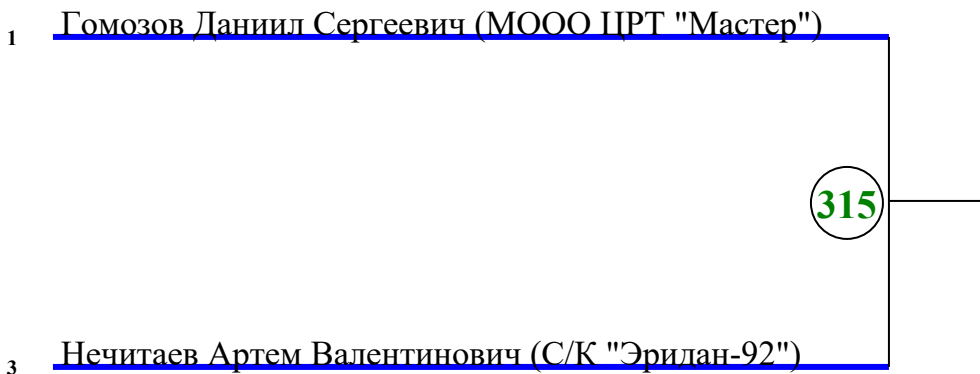 1 Гомозов Даниил Сергеевич (МООО ЦРТ "Мастер")
315
3 Нечитаев Артем Валентинович (С/К "Эридан-92")